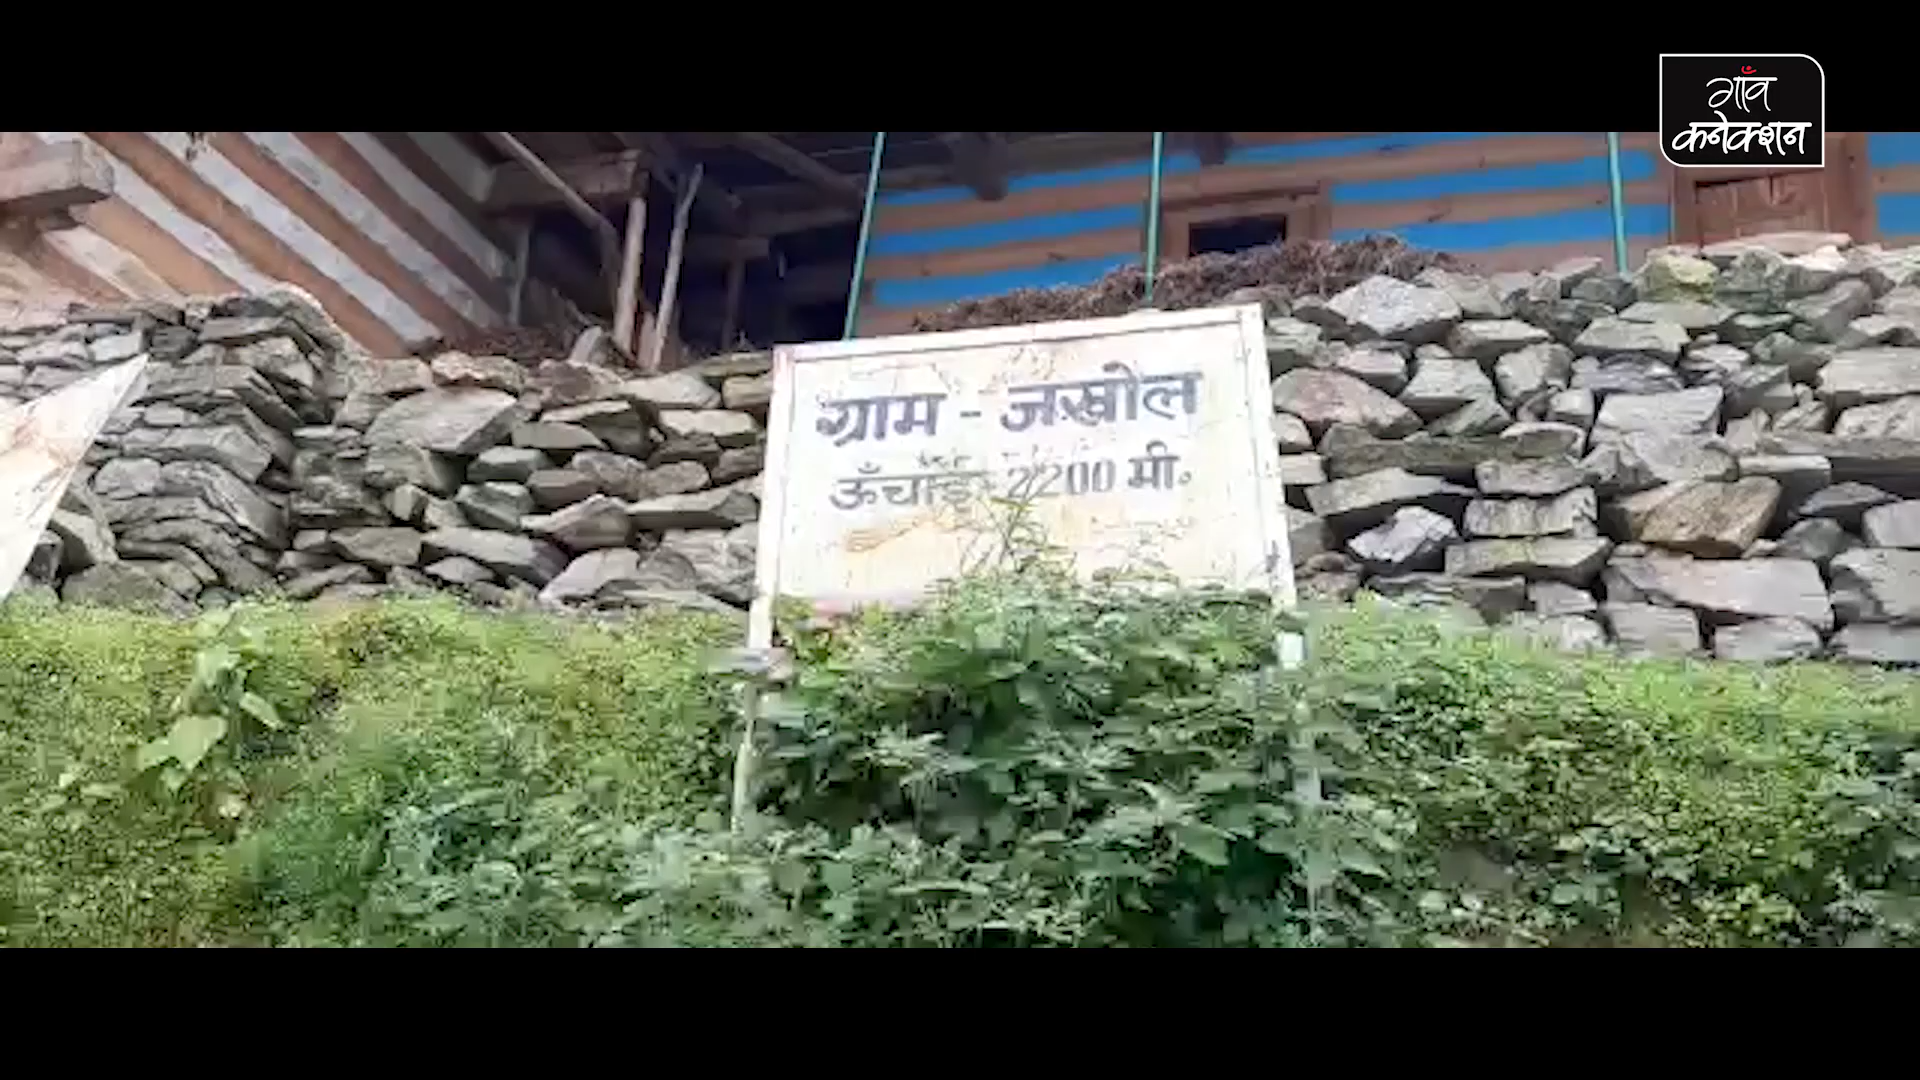 गाँव
कनेक्शन
ग्राम - जखोल
ऊँचाई- 2200 मी॰